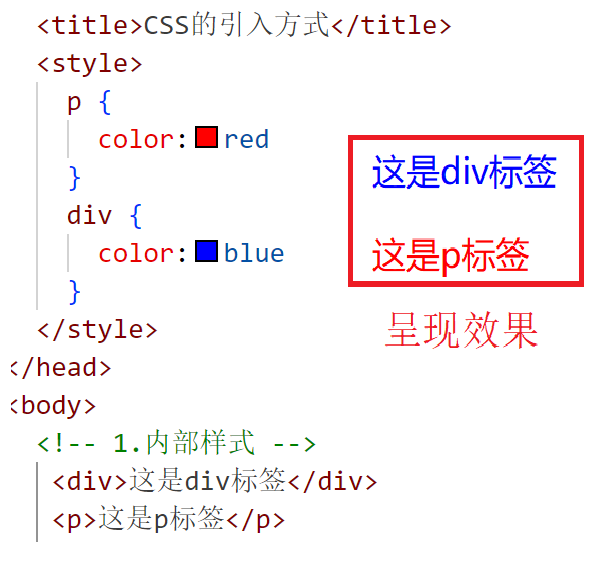 <title>CSS的引入方式</title>
<style>
p {
color: red
}
div {
color: blue
}
</style>
</head>
<body>
<!-- 1.内部样式 -->
<div>这是div标签</div>
<p>这是p标签</p>
这是div标签
这是p标签
呈现效果